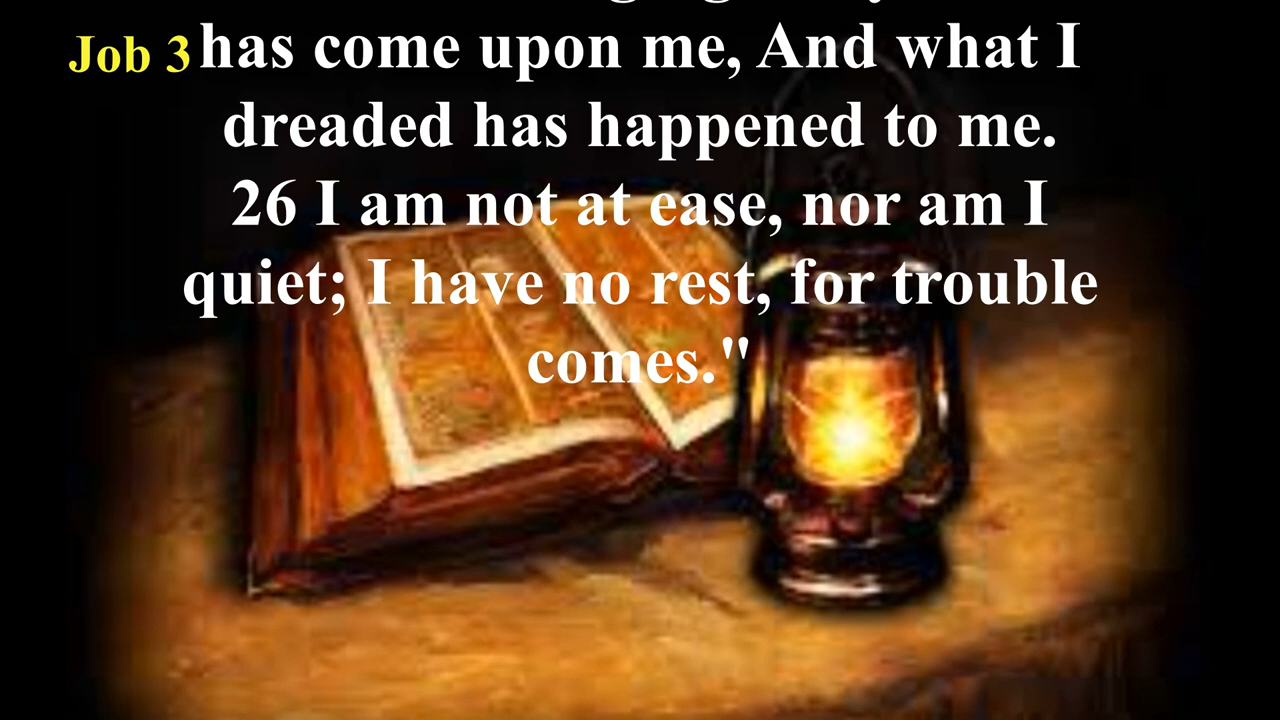 Job 3
has come upon me, And what I
dreaded has happened to me.
26 I am not at ease, nor am I
quiet; I have no rest, for trouble
comes."